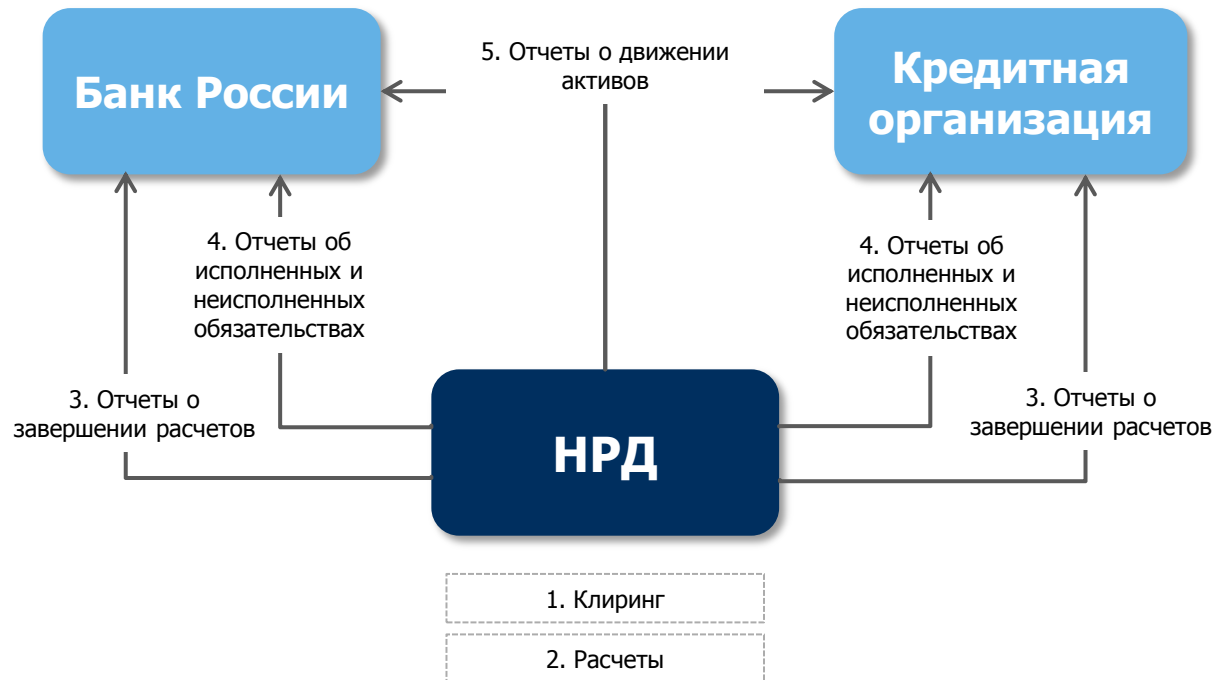 Банк России
5. Отчеты о движении
активов
Кредитная
организация
4. Отчеты об
исполненных и
неисполненных
обязательствах
4. Отчеты об
исполненных и
неисполненных
обязательствах
3. Отчеты о
завершении расчетов
НРД
3. Отчеты о
завершении расчетов
1. Клиринг
2. Расчеты